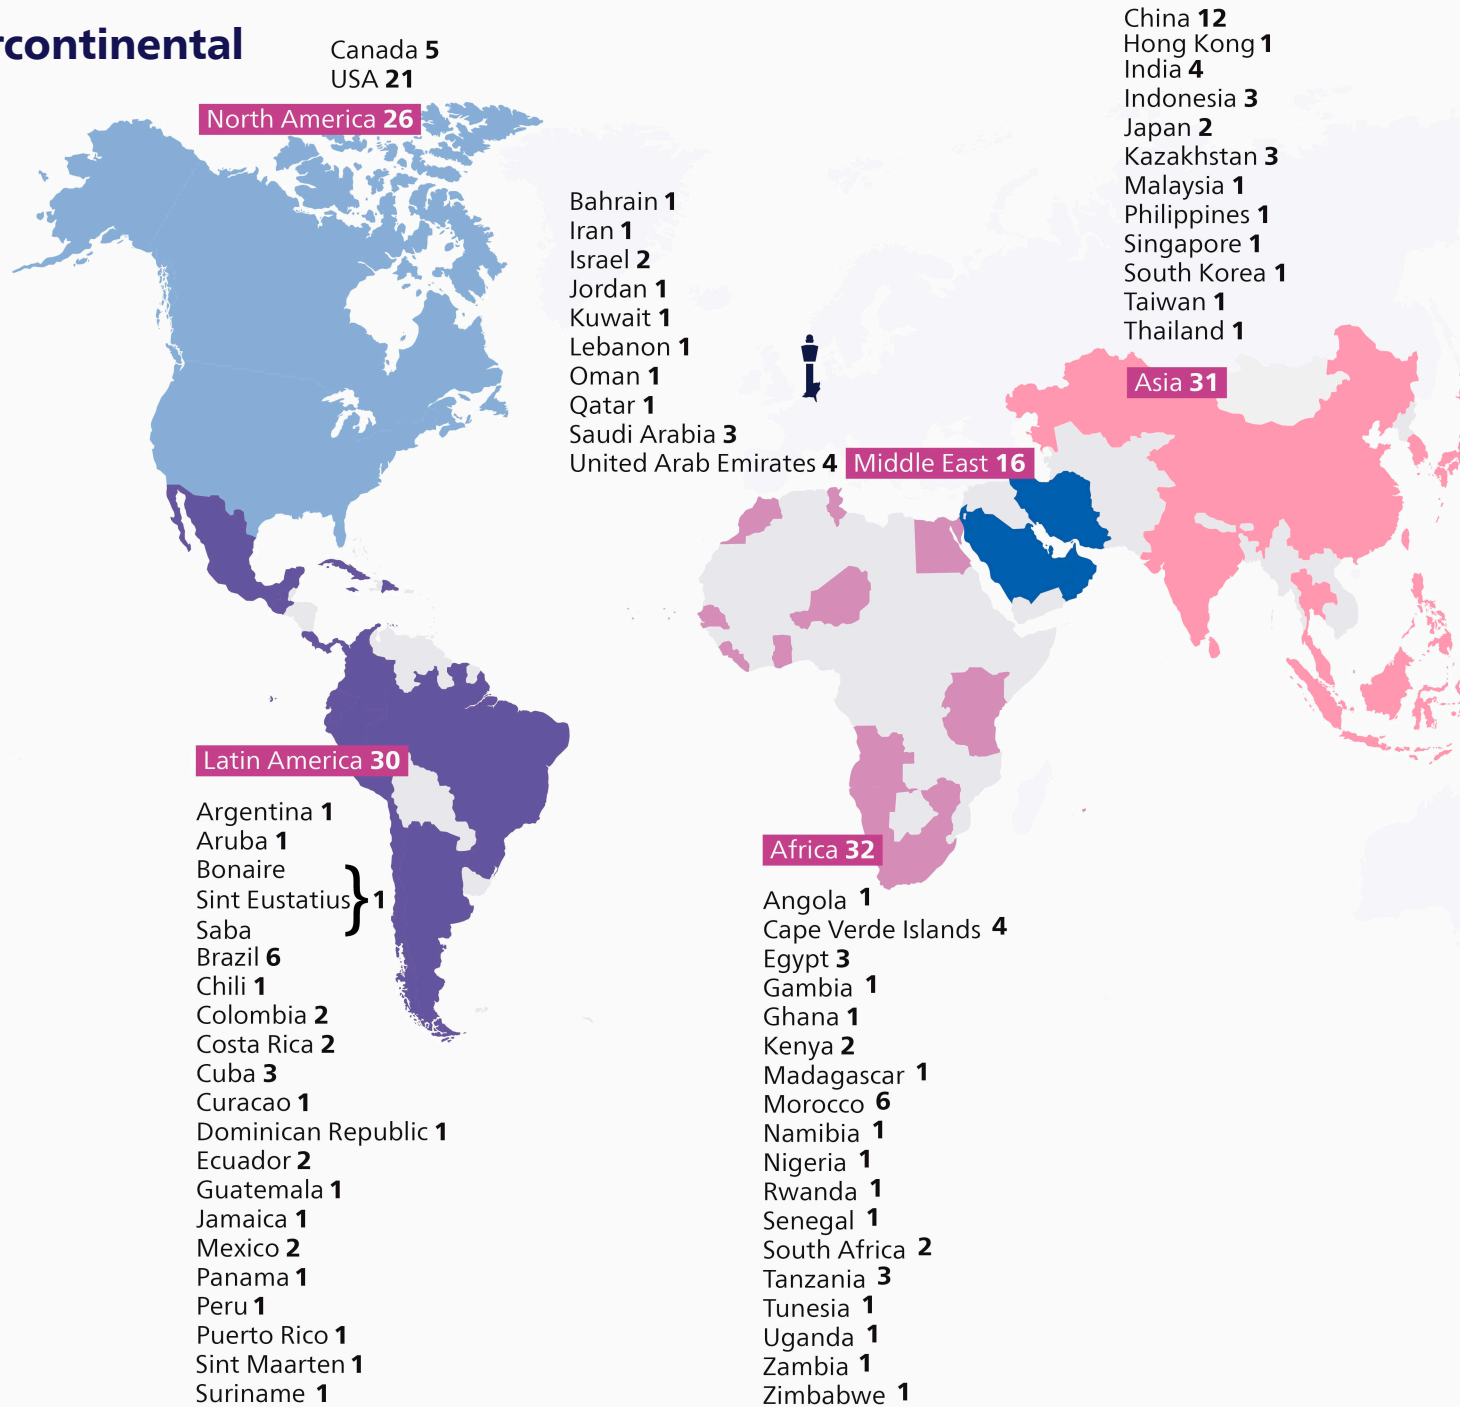 rcontinental
Canada 5
USA 21
North America 26
Bahrain 1
Iran 1
Israel 2
Jordan 1
Kuwait 1
Lebanon 1
Oman 1
Qatar 1
Saudi Arabia 3
United Arab Emirates 4
Middle East 16
China 12
Hong Kong 1
India 4
Indonesia 3
Japan 2
Kazakhstan 3
Malaysia 1
Philippines 1
Singapore 1
South Korea 1
Taiwan 1
Thailand 1
Asia 31
Latin America 30
Argentina 1
Aruba 1
Bonaire
Sint Eustatius } 1
Saba
Brazil 6
Chili 1
Colombia 2
Costa Rica 2
Cuba 3
Curacao 1
Dominican Republic 1
Ecuador 2
Guatemala 1
Jamaica 1
Mexico 2
Panama 1
Peru 1
Puerto Rico 1
Sint Maarten 1
Suriname 1
Africa 32
Angola 1
Cape Verde Islands 4
Egypt 3
Gambia 1
Ghana 1
Kenya 2
Madagascar 1
Morocco 6
Namibia 1
Nigeria 1
Rwanda 1
Senegal 1
South Africa 2
Tanzania 3
Tunesia 1
Uganda 1
Zambia 1
Zimbabwe 1